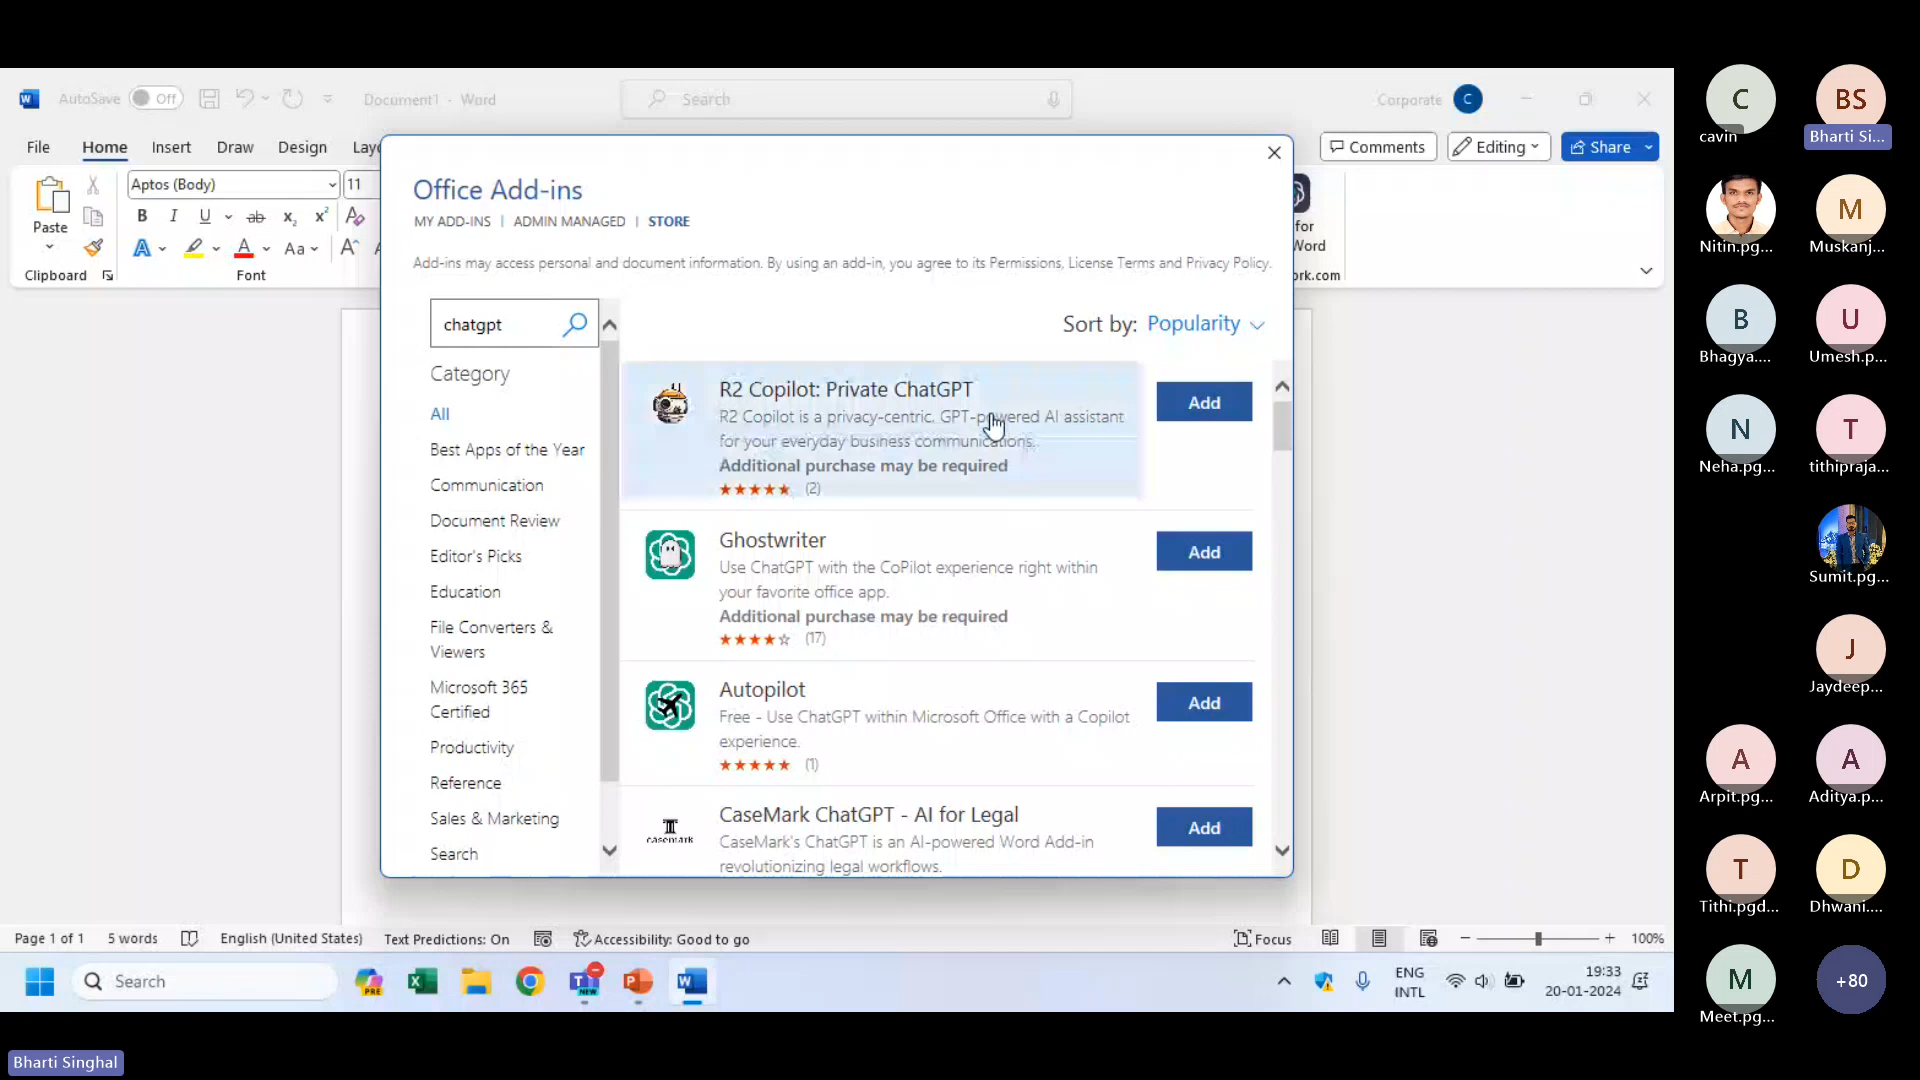 AutoSave Off
Document1 - Word
Search
Corporate C
File Home Insert Draw Design Comments Editing Share
Paste
Clipboard
Aptos (Body) 11
B I U ab x₂ x² A
A A Aa A
Font
for
Word
Office Add-ins
MY ADD-INS | ADMIN MANAGED | STORE
Add-ins may access personal and document information. By using an add-in, you agree to its Permissions, License Terms and Privacy Policy.
chatgpt
Category
All
Best Apps of the Year
Communication
Document Review
Editor's Picks
Education
File Converters &
Viewers
Microsoft 365
Certified
Productivity
Reference
Sales & Marketing
Search
Sort by: Popularity
R2 Copilot: Private ChatGPT
R2 Copilot is a privacy-centric, GPT-powered AI assistant
for your everyday business communications.
Additional purchase may be required
(2)
Add
Ghostwriter
Use ChatGPT with the CoPilot experience right within
your favorite office app.
Additional purchase may be required
(17)
Add
Autopilot
Free - Use ChatGPT within Microsoft Office with a Copilot
experience.
(1)
Add
CASEMARK
CaseMark ChatGPT - AI for Legal
CaseMark's ChatGPT is an AI-powered Word Add-in
revolutionizing legal workflows.
Add
Page 1 of 1 5 words English (United States) Text Predictions: On Accessibility: Good to go Focus 100%
Search
PRE
NEW
ENG
INTL
19:33
20-01-2024
C
cavin
BS
Bharti Si...
Nitin.pg...
M
Muskanj...
B
Bhagya....
U
Umesh.p...
N
Neha.pg...
T
tithipraja...
Sumit.pg...
J
Jaydeep...
A
Arpit.pg...
A
Aditya.p...
T
Tithi.pgd...
D
Dhwani....
M
Meet.pg...
+80
Bharti Singhal